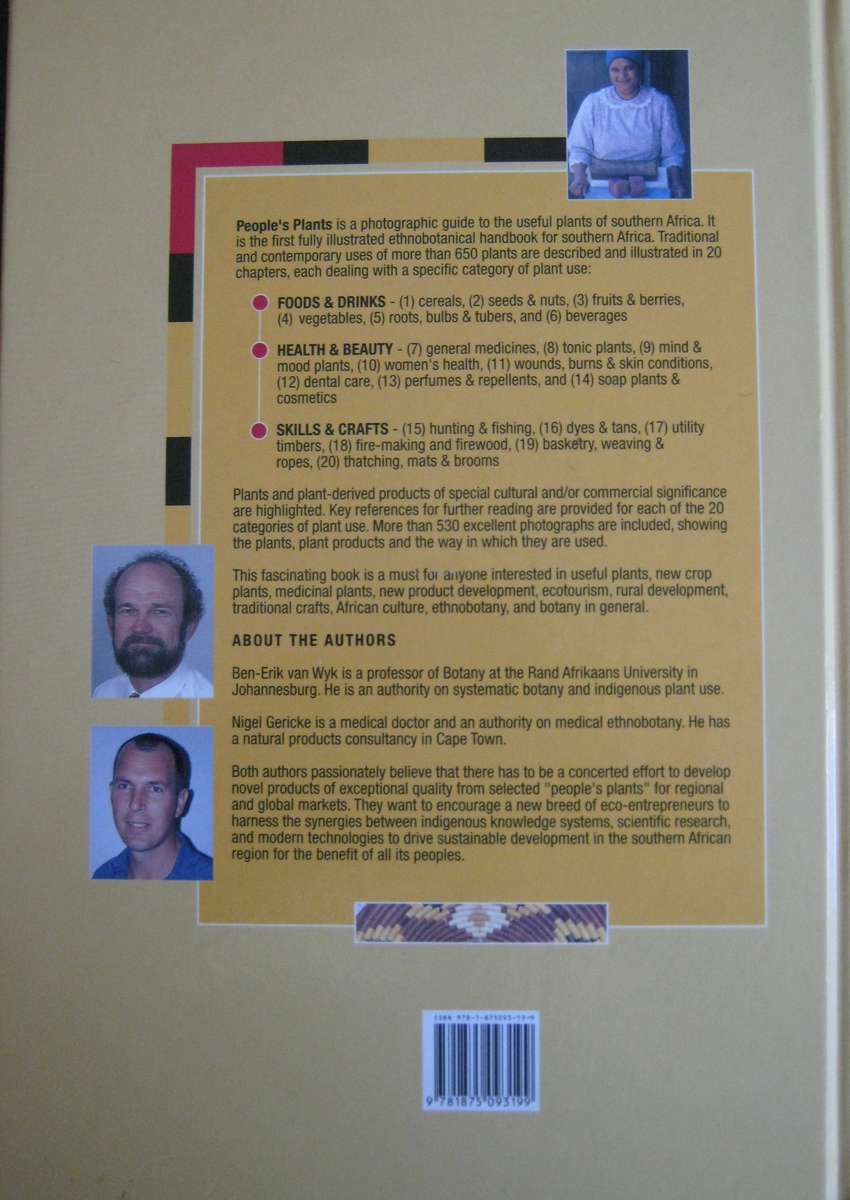 People's Plants is a photographic guide to the useful plants of southern Africa. It
is the first fully illustrated ethnobotanical handbook for southern Africa. Traditional
and contemporary uses of more than 650 plants are described and illustrated in 20
chapters, each dealing with a specific category of plant use:
FOODS & DRINKS - (1) cereals, (2) seeds & nuts, (3) fruits & berries,
(4) vegetables, (5) roots, bulbs & tubers, and (6) beverages
HEALTH & BEAUTY - (7) general medicines, (8) tonic plants, (9) mind &
mood plants, (10) women's health, (11) wounds, burns & skin conditions,
(12) dental care, (13) perfumes & repellents, and (14) soap plants &
cosmetics
SKILLS & CRAFTS - (15) hunting & fishing, (16) dyes & tans, (17) utility
timbers, (18) fire-making and firewood, (19) basketry, weaving &
ropes, (20) thatching, mats & brooms
Plants and plant-derived products of special cultural and/or commercial significance
are highlighted. Key references for further reading are provided for each of the 20
categories of plant use. More than 530 excellent photographs are included, showing
the plants, plant products and the way in which they are used.
This fascinating book is a must for anyone interested in useful plants, new crop
plants, medicinal plants, new product development, ecotourism, rural development,
traditional crafts, African culture, ethnobotany, and botany in general.
ABOUT THE AUTHORS
Ben-Erik van Wyk is a professor of Botany at the Rand Afrikaans University in
Johannesburg. He is an authority on systematic botany and indigenous plant use.
Nigel Gericke is a medical doctor and an authority on medical ethnobotany. He has
a natural products consultancy in Cape Town.
Both authors passionately believe that there has to be a concerted effort to develop
novel products of exceptional quality from selected "people's plants" for regional
and global markets. They want to encourage a new breed of eco-entrepreneurs to
harness the synergies between indigenous knowledge systems, scientific research,
and modern technologies to drive sustainable development in the southern African
region for the benefit of all its peoples.
ISBN 978-1-875093-19-9
9 781875 093199